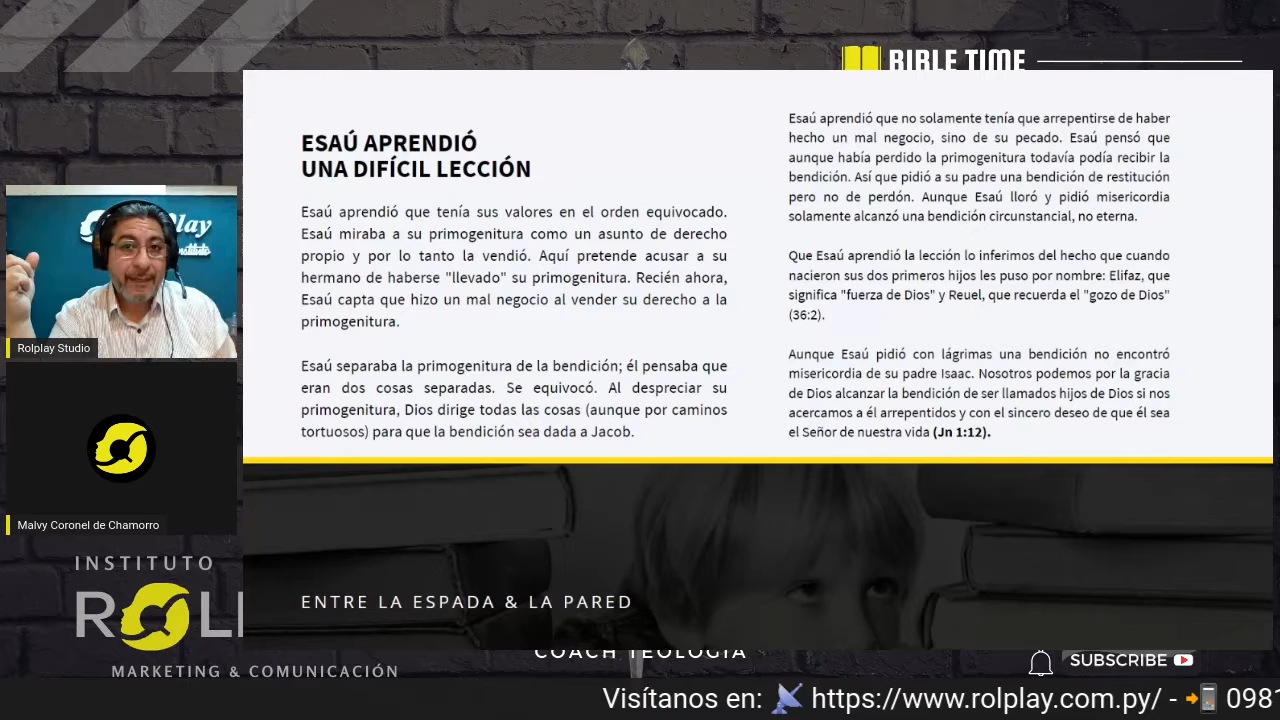 BIBLE TIME
ESAÚ APRENDIÓ
UNA DIFÍCIL LECCIÓN
Esaú aprendió que tenía sus valores en el orden equivocado.
Esaú miraba a su primogenitura como un asunto de derecho
propio y por lo tanto la vendió. Aquí pretende acusar a su
hermano de haberse "llevado" su primogenitura. Recién ahora,
Esaú capta que hizo un mal negocio al vender su derecho a la
primogenitura.
Esaú separaba la primogenitura de la bendición; él pensaba que
eran dos cosas separadas. Se equivocó. Al despreciar su
primogenitura, Dios dirige todas las cosas (aunque por caminos
tortuosos) para que la bendición sea dada a Jacob.
Esaú aprendió que no solamente tenía que arrepentirse de haber
hecho un mal negocio, sino de su pecado. Esaú pensó que
aunque había perdido la primogenitura todavía podía recibir la
bendición. Así que pidió a su padre una bendición de restitución
pero no de perdón. Aunque Esaú lloró y pidió misericordia
solamente alcanzó una bendición circunstancial, no eterna.
Que Esaú aprendió la lección lo inferimos del hecho que cuando
nacieron sus dos primeros hijos les puso por nombre: Elifaz, que
significa "fuerza de Dios" y Reuel, que recuerda el "gozo de Dios"
(36:2).
Aunque Esaú pidió con lágrimas una bendición no encontró
misericordia de su padre Isaac. Nosotros podemos por la gracia
de Dios alcanzar la bendición de ser llamados hijos de Dios si nos
acercamos a él arrepentidos y con el sincero deseo de que él sea
el Señor de nuestra vida (Jn 1:12).
Rolplay Studio
Malvy Coronel de Chamorro
ENTRE LA ESPADA & LA PARED
INSTITUTO
ROL
MARKETING & COMUNICACIÓN
COACH TEOLOGÍA
SUBSCRIBE
Visítanos en: https://www.rolplay.com.py/ - 0981